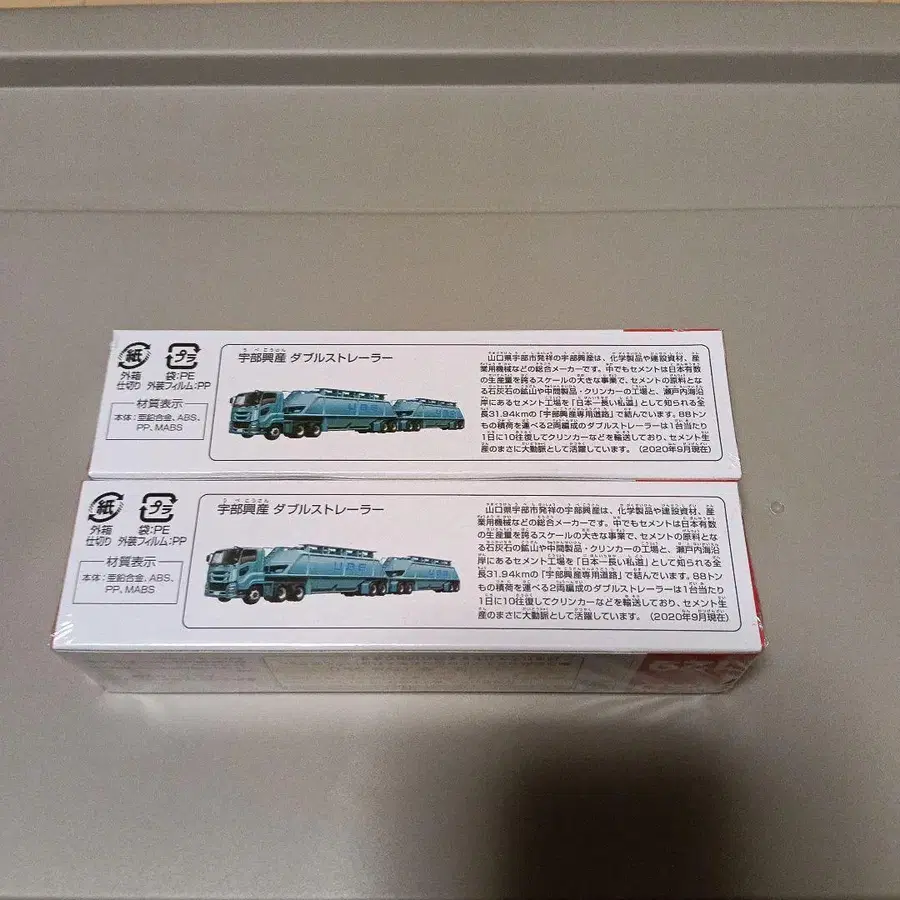 紙
プラ
外箱
仕切り
袋:PE
外装フィルム:PP
材質表示
本体:亜鉛合金、ABS、
PP、MABS
うべこうさん
宇部興産 ダブルストレーラー
UBE
山口県宇部市発祥の宇部興産は、化学製品や建設資材、産
業用機械などの総合メーカーです。中でもセメントは日本有数
の生産量を誇るスケールの大きな事業で、セメントの原料とな
る石灰石の鉱山や中間製品・クリンカーの工場と、瀬戸内海沿
岸にあるセメント工場を「日本一長い私道」として知られる全
長31.94kmの「宇部興産専用道路」で結んでいます。88トン
もの積荷を運べる2両編成のダブルストレーラーは1台当たり
1日に10往復してクリンカーなどを輸送しており、セメント生
産のまさに大動脈として活躍しています。(2020年9月現在)
紙
プラ
外箱
仕切り
袋:PE
外装フィルム:PP
材質表示
本体:亜鉛合金、ABS、
PP、MABS
うべこうさん
宇部興産 ダブルストレーラー
UBE
UBE
山口県宇部市発祥の宇部興産は、化学製品や建設資材、産
業用機械などの総合メーカーです。中でもセメントは日本有数
の生産量を誇るスケールの大きな事業で、セメントの原料とな
る石灰石の鉱山や中間製品・クリンカーの工場と、瀬戸内海沿
岸にあるセメント工場を「日本一長い私道」として知られる全
長31.94kmの「宇部興産専用道路」で結んでいます。88トン
もの積荷を運べる2両編成のダブルストレーラーは1台当たり
1日に10往復してクリンカーなどを輸送しており、セメント生
産のまさに大動脈として活躍しています。(2020年9月現在)